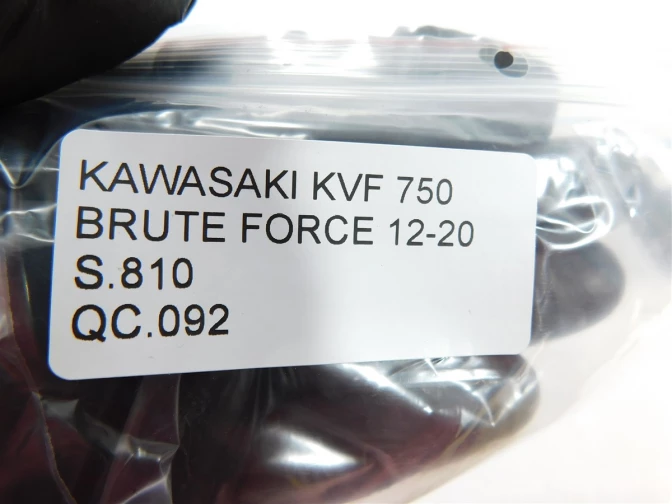 KAWASAKI KVF 750
BRUTE FORCE 12-20
S.810
QC.092